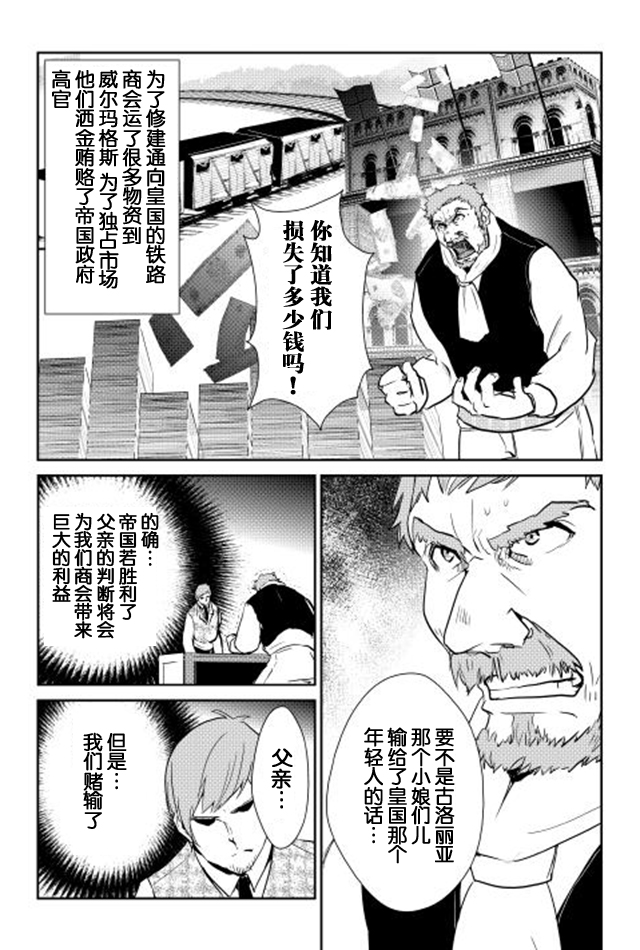 为了修建通向皇国的铁路
商会运了很多物资到
威尔玛格斯 为了独占市场
他们洒金贿赂了帝国政府
高官
你知道我们
损失了多少钱吗！
要不是古洛丽亚
那个小娘们儿
输给了皇国那个
年轻人的话…
的确…
帝国若胜利了
父亲的判断将会
为我们商会带来
巨大的利益
父亲…
但是…
我们赌输了